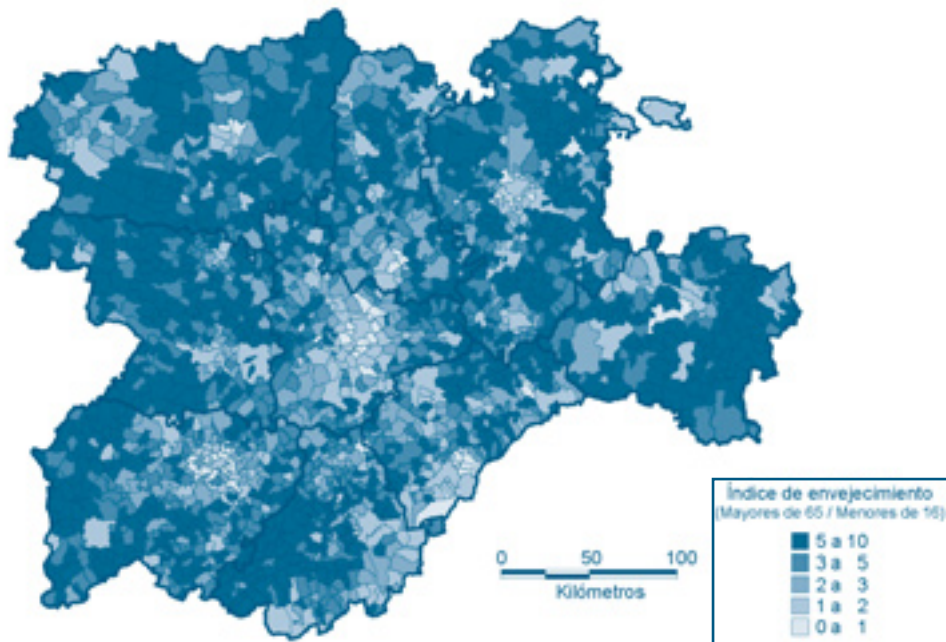 Índice de envejecimiento
(Mayores de 65 / Menores de 16)
5 a 10
3 a 5
2 a 3
1 a 2
0 a 1
0 50 100
Kilómetros